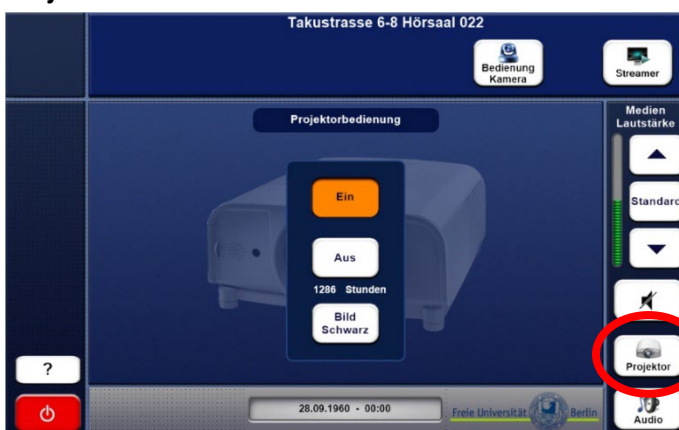 Takustrasse 6-8 Hörsaal 022
Bedienung
Kamera
Streamer
Projektorbedienung
Medien
Lautstärke
Ein
Standard
Aus
1286 Stunden
Bild
Schwarz
?
Projektor
28.09.1960 - 00:00
Freie Universität Berlin
Audio